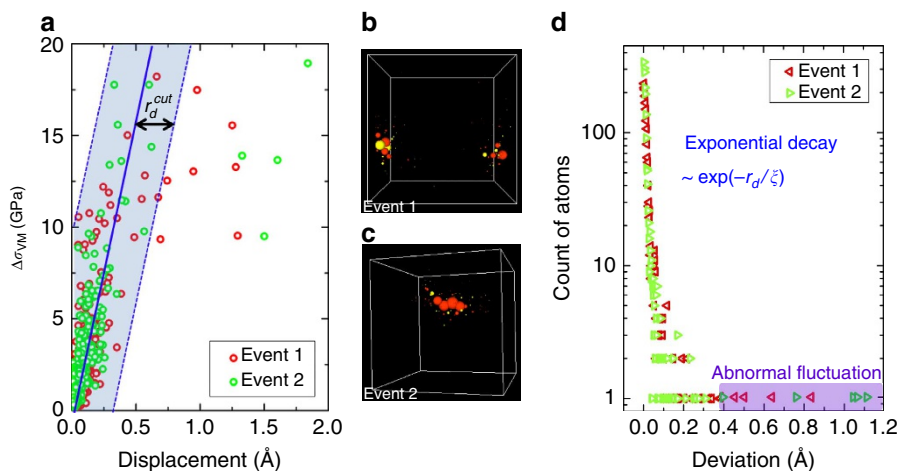 a
20
15
10
5
0
0.0
0.5
1.0
1.5
2.0
Δσ_VM (GPa)
Displacement (Å)
r_d^cut
Event 1
Event 2
b
Event 1
c
Event 2
d
100
10
1
0.0
0.2
0.4
0.6
0.8
1.0
1.2
Count of atoms
Deviation (Å)
Event 1
Event 2
Exponential decay
~ exp(−r_d/ξ)
Abnormal fluctuation